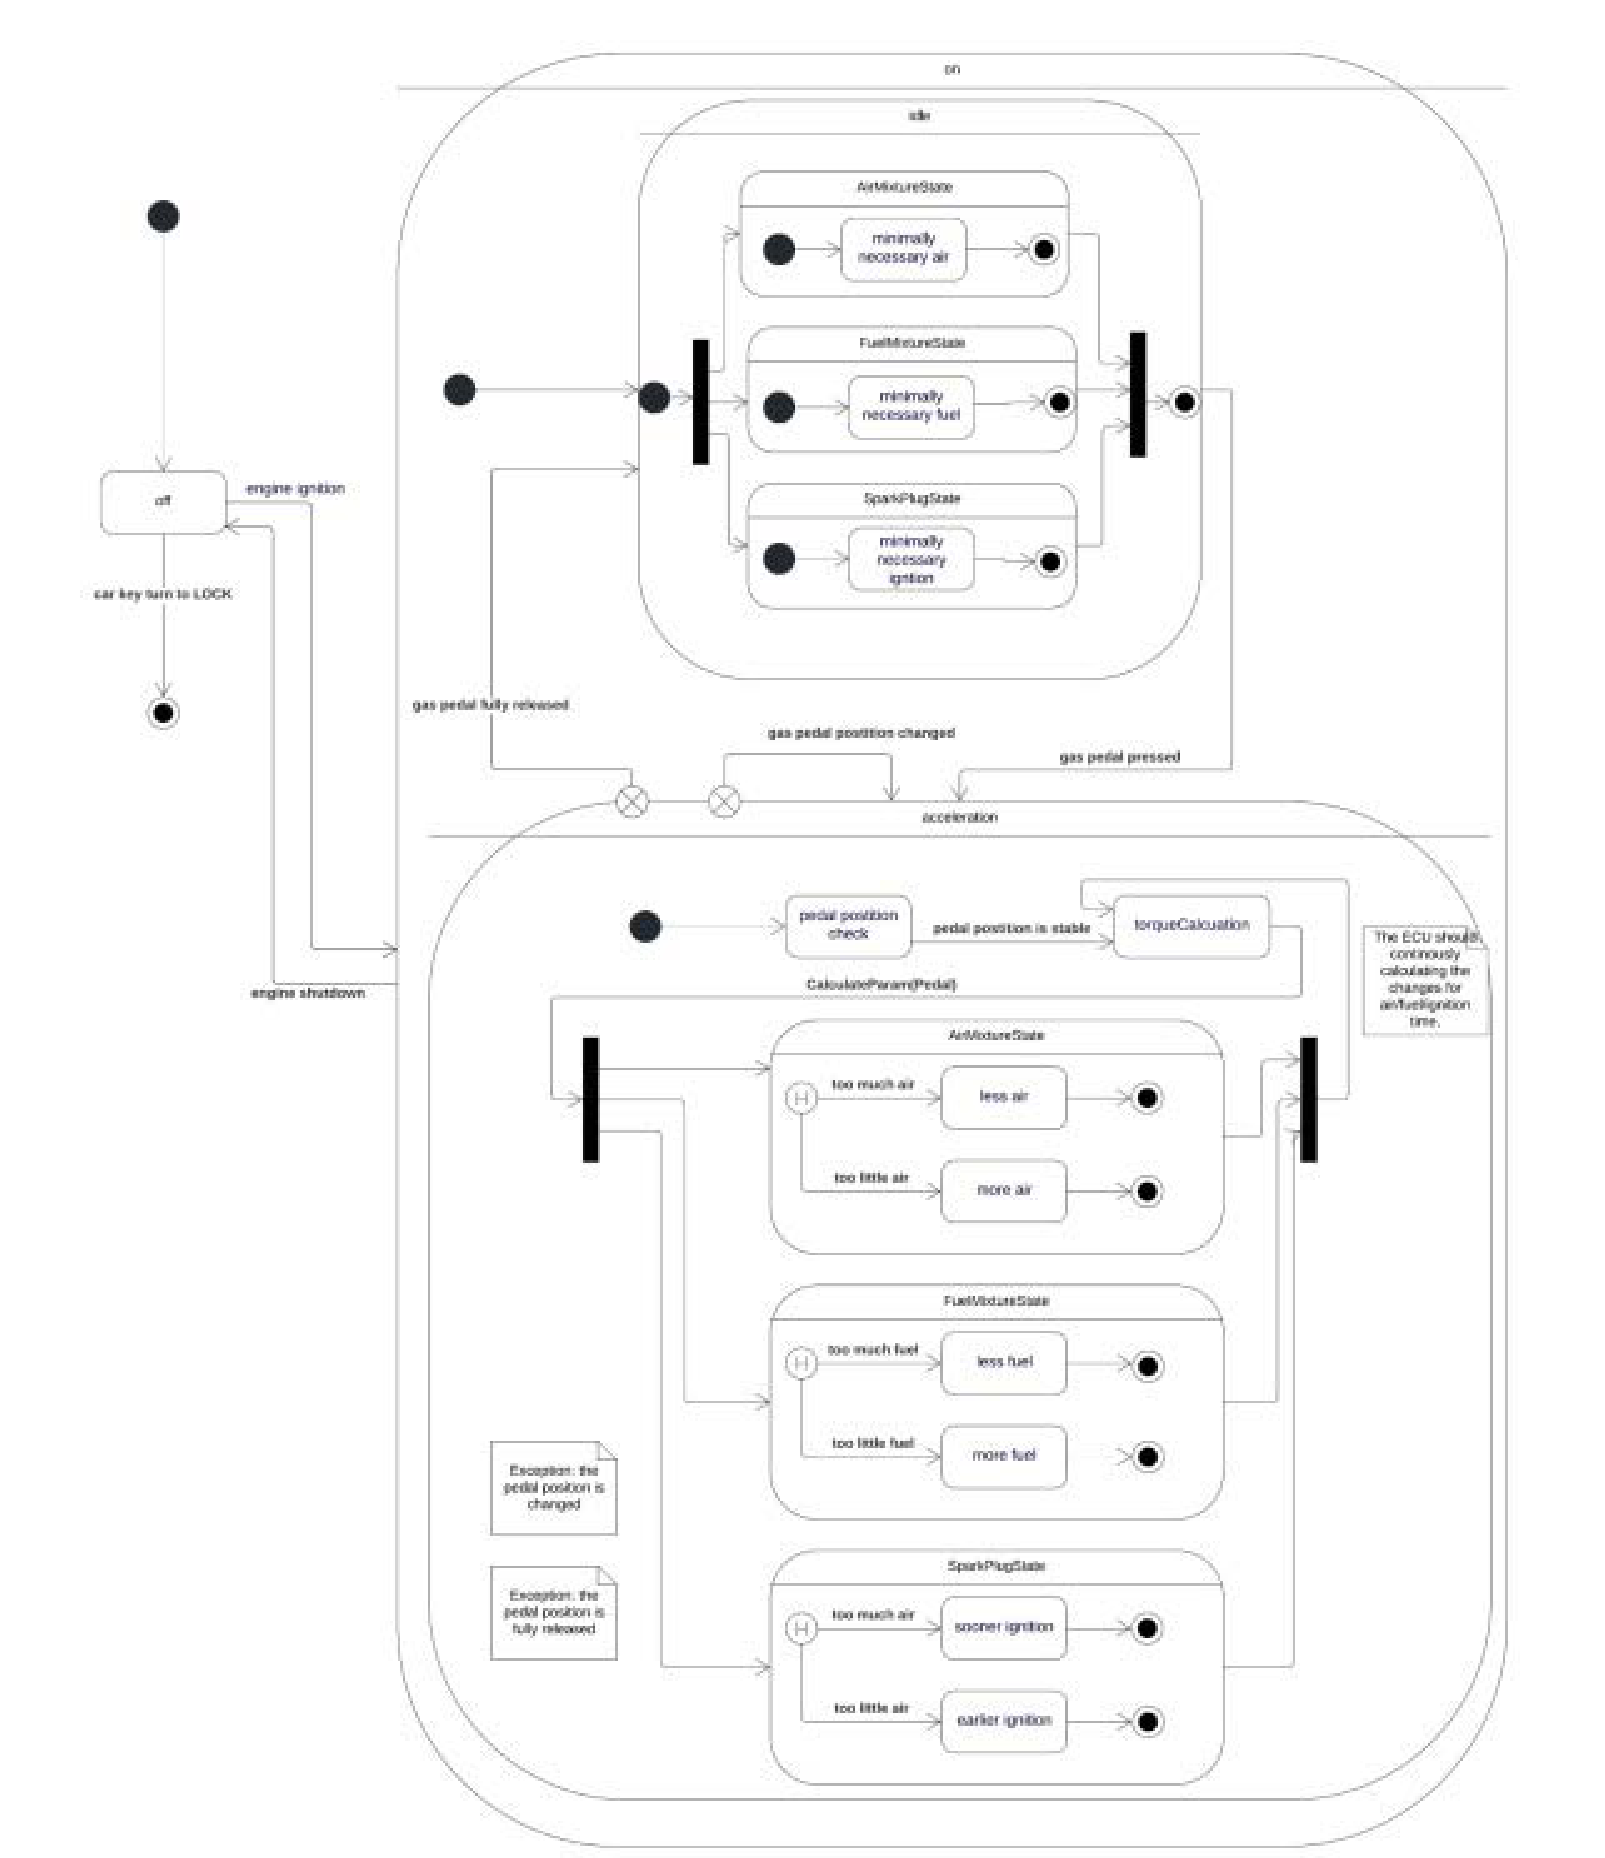 on
idle
AirMixtureState
minimally
necessary air
FuelMixtureState
minimally
necessary fuel
SparkPlugState
minimally
necessary
ignition
off
engine ignition
car key turn to LOCK
engine shutdown
gas pedal fully released
gas pedal postition changed
gas pedal pressed
acceleration
pedal postition
check
pedal postition is stable
torqueCalcuation
CalculateParam(Pedal)
The ECU should
continously
calculating the
changes for
air/fuel/ignition
time.
AirMixtureState
H
too much air
less air
too little air
more air
FuelMixtureState
H
too much fuel
less fuel
too little fuel
more fuel
Exception: the
pedal position is
changed
Exception: the
pedal position is
fully released
SparkPlugState
H
too much air
sooner ignition
too little air
earlier ignition